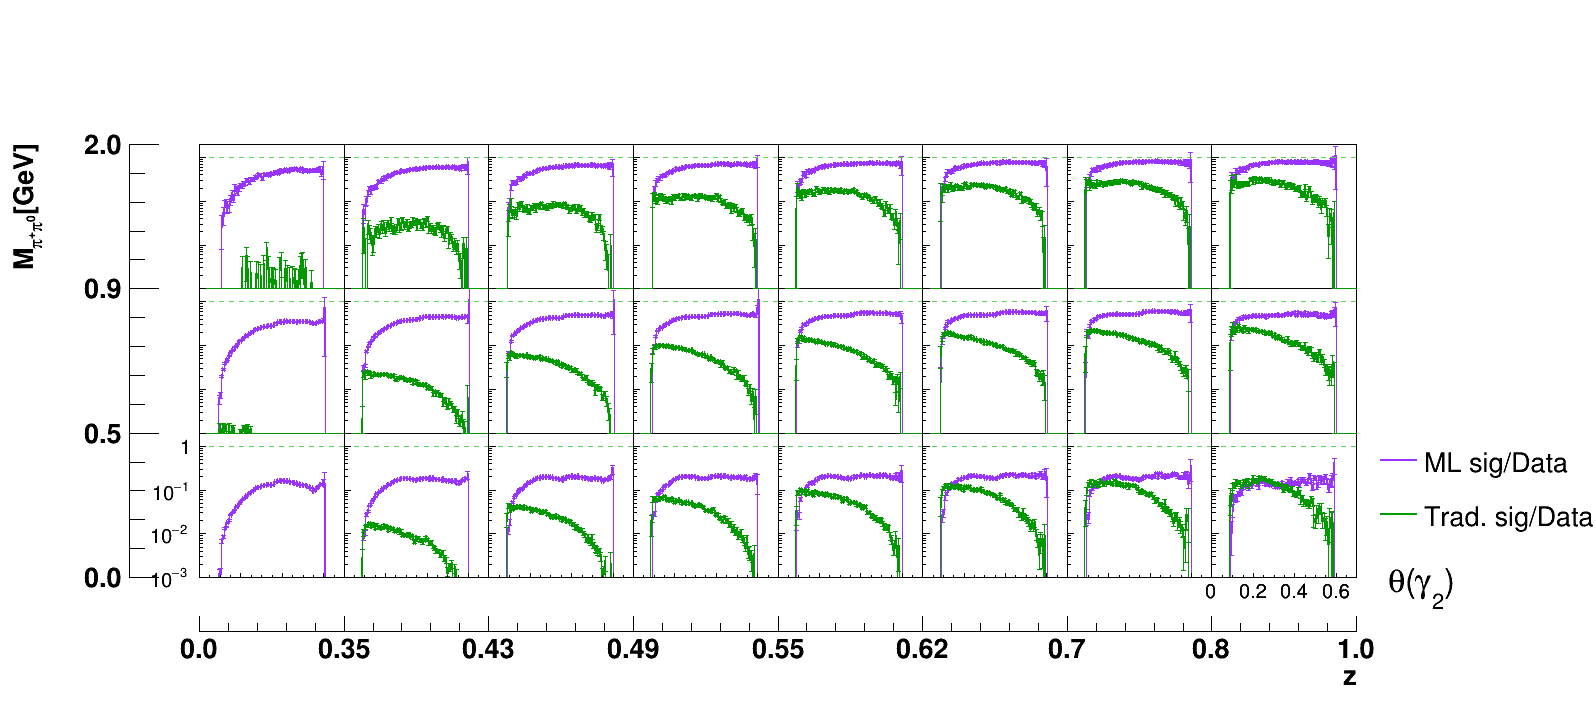 M π+π0 [GeV]
2.0
0.9
0.5
0.0
1
10−1
10−2
10−3
ML sig/Data
Trad. sig/Data
0 0.2 0.4 0.6
θ(γ2)
0.0 0.35 0.43 0.49 0.55 0.62 0.7 0.8 1.0
z